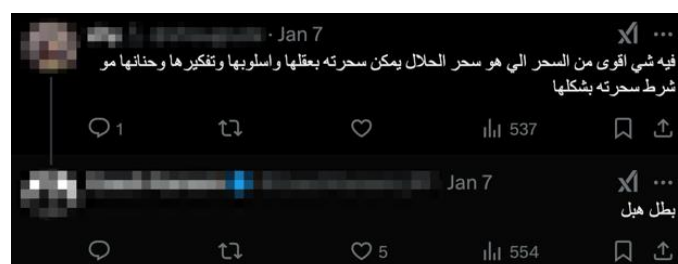 · Jan 7
فيه شي اقوى من السحر الي هو سحر الحلال يمكن سحرته بعقلها واسلوبها وتفكيرها وحنانها مو
شرط سحرته بشكلها
1 537
Jan 7
بطل هبل
5 554